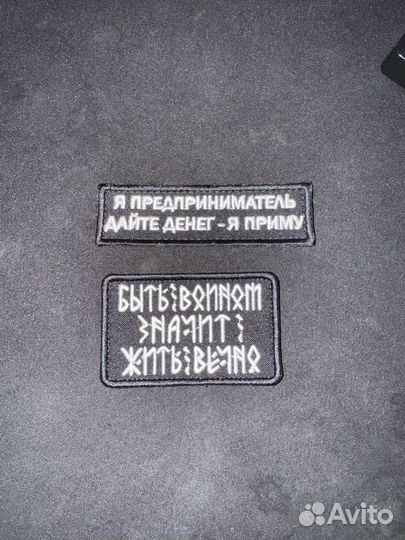 Я ПРЕДПРИНИМАТЕЛЬ
ДАЙТЕ ДЕНЕГ - Я ПРИМУ
БЫТЬ⁞ВОИНОМ
ЗНАЧИТ⁞
ЖИТЬ⁞ВЕЧНО
Avito